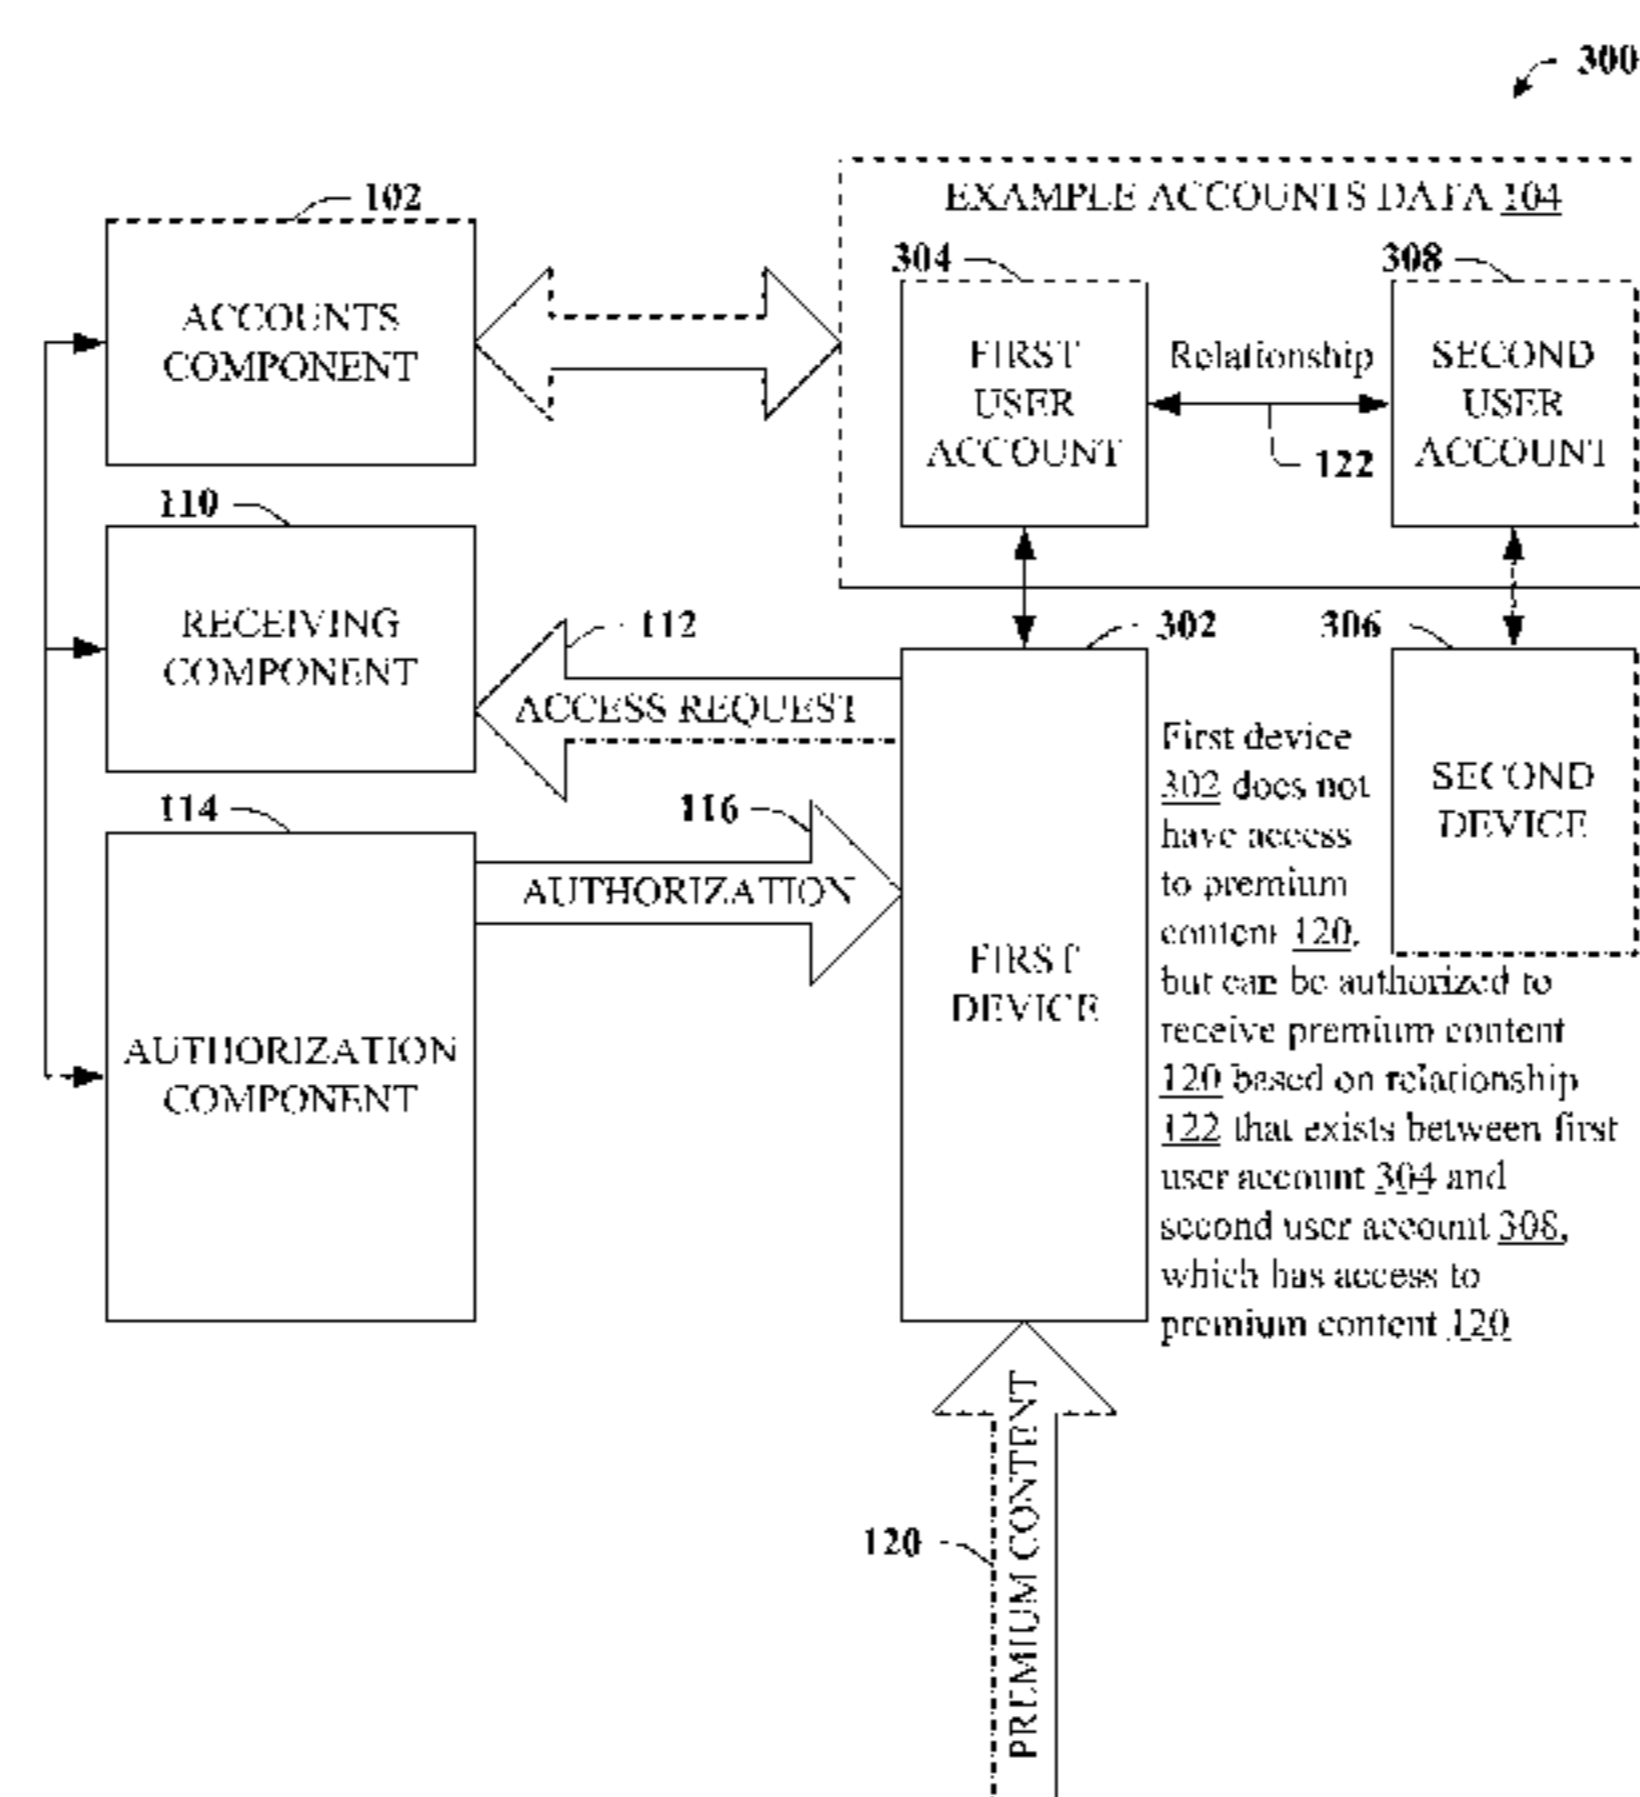 300
102
EXAMPLE ACCOUNTS DATA 104
304
308
ACCOUNTS
COMPONENT
FIRST
USER
ACCOUNT
Relationship
122
SECOND
USER
ACCOUNT
110
RECEIVING
COMPONENT
112
ACCESS REQUEST
302
306
SECOND
DEVICE
114
116
AUTHORIZATION
AUTHORIZATION
COMPONENT
FIRST
DEVICE
First device
302 does not
have access
to premium
content 120,
but can be authorized to
receive premium content
120 based on relationship
122 that exists between first
user account 304 and
second user account 308,
which has access to
premium content 120
120
PREMIUM CONTENT